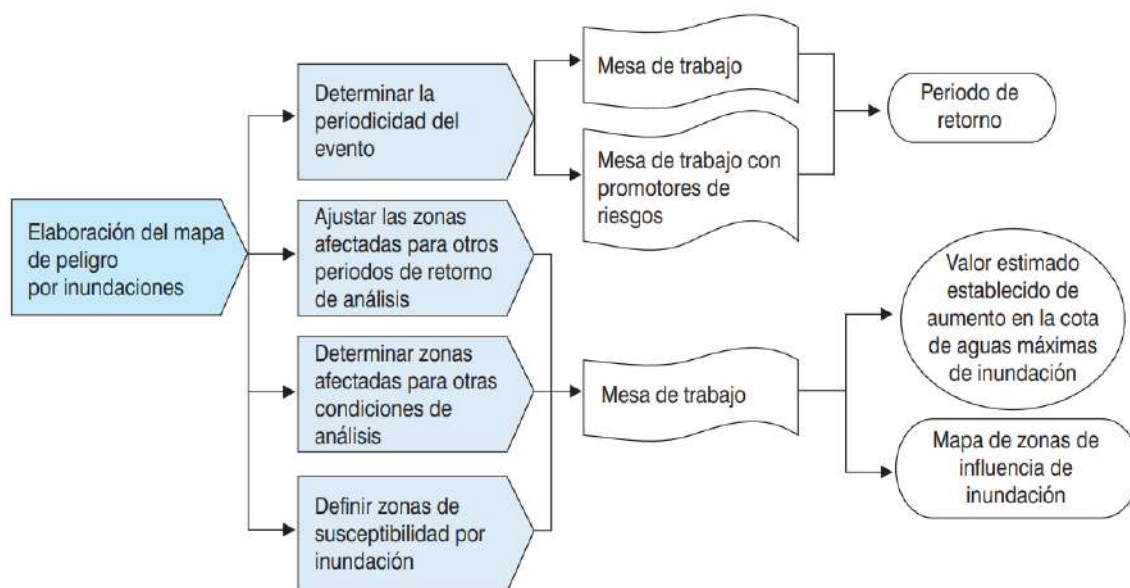 Elaboración del mapa
de peligro
por inundaciones
Determinar la
periodicidad del
evento
Ajustar las zonas
afectadas para otros
periodos de retorno
de análisis
Determinar zonas
afectadas para otras
condiciones de
análisis
Definir zonas de
susceptibilidad por
inundación
Mesa de trabajo
Mesa de trabajo con
promotores de
riesgos
Mesa de trabajo
Periodo de
retorno
Valor estimado
establecido de
aumento en la cota
de aguas máximas
de inundación
Mapa de zonas de
influencia de
inundación